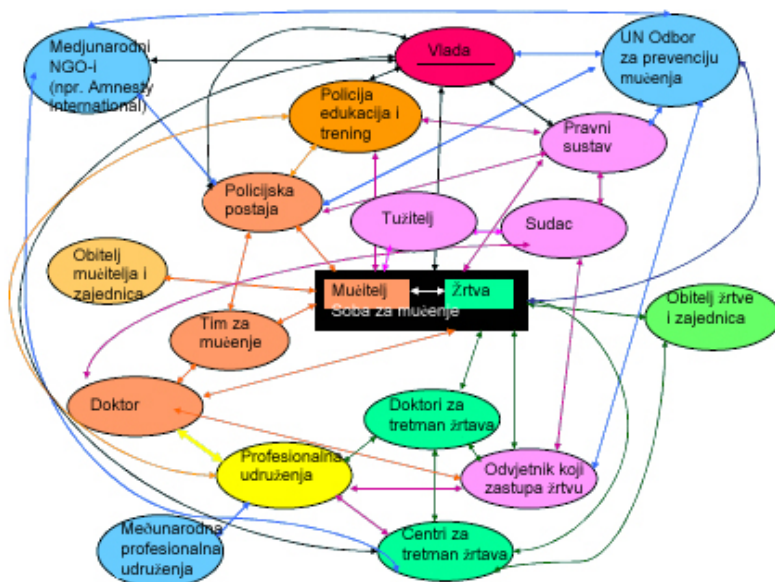 Medjunarodni
NGO-i
(npr. Amnesty
International)
Vlada
UN Odbor
za prevenciju
mučenja
Policija
edukacija i
trening
Pravni
sustav
Policijska
postaja
Tužitelj
Sudac
Obitelj
mučitelja i
zajednica
Mučitelj
Žrtva
Soba za mučenje
Obitelj žrtve
i zajednica
Tim za
mučenje
Doktor
Doktori za
tretman žrtava
Profesionalna
udruženja
Odvjetnik koji
zastupa žrtvu
Međunarodna
profesionalna
udruženja
Centri za
tretman žrtava